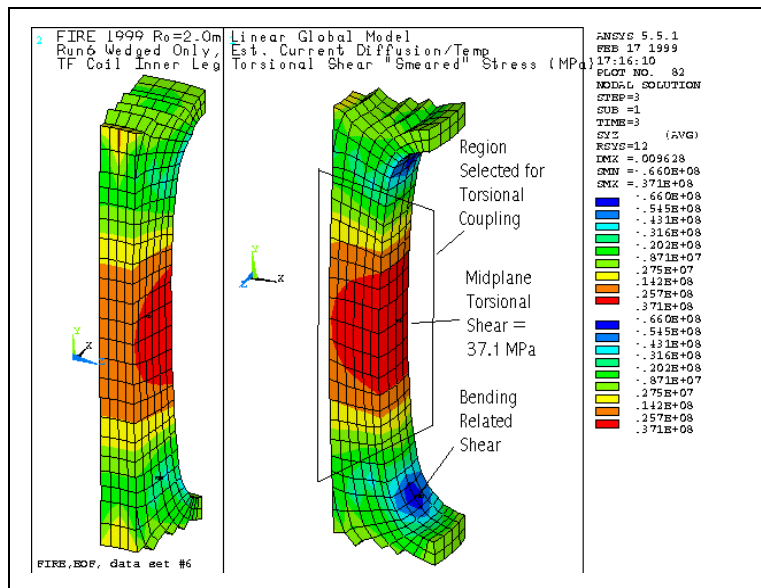 2
FIRE 1999 Ro=2.0m Linear Global Model
Run6 Wedged Only, Est. Current Diffusion/Temp
TF Coil Inner Leg Torsional Shear "Smeared" Stress (MPa)
Region
Selected for
Torsional
Coupling
Midplane
Torsional
Shear =
37.1 MPa
Bending
Related
Shear
Y
X
Z
Y
X
Z
FIRE,EOF, data set #6
ANSYS 5.5.1
FEB 17 1999
17:16:10
PLOT NO. 82
NODAL SOLUTION
STEP=3
SUB =1
TIME=3
SYZ (AVG)
RSYS=12
DMX =.009628
SMN =-.660E+08
SMX =.371E+08
-.660E+08
-.545E+08
-.431E+08
-.316E+08
-.202E+08
-.871E+07
.275E+07
.142E+08
.257E+08
.371E+08
-.660E+08
-.545E+08
-.431E+08
-.316E+08
-.202E+08
-.871E+07
.275E+07
.142E+08
.257E+08
.371E+08